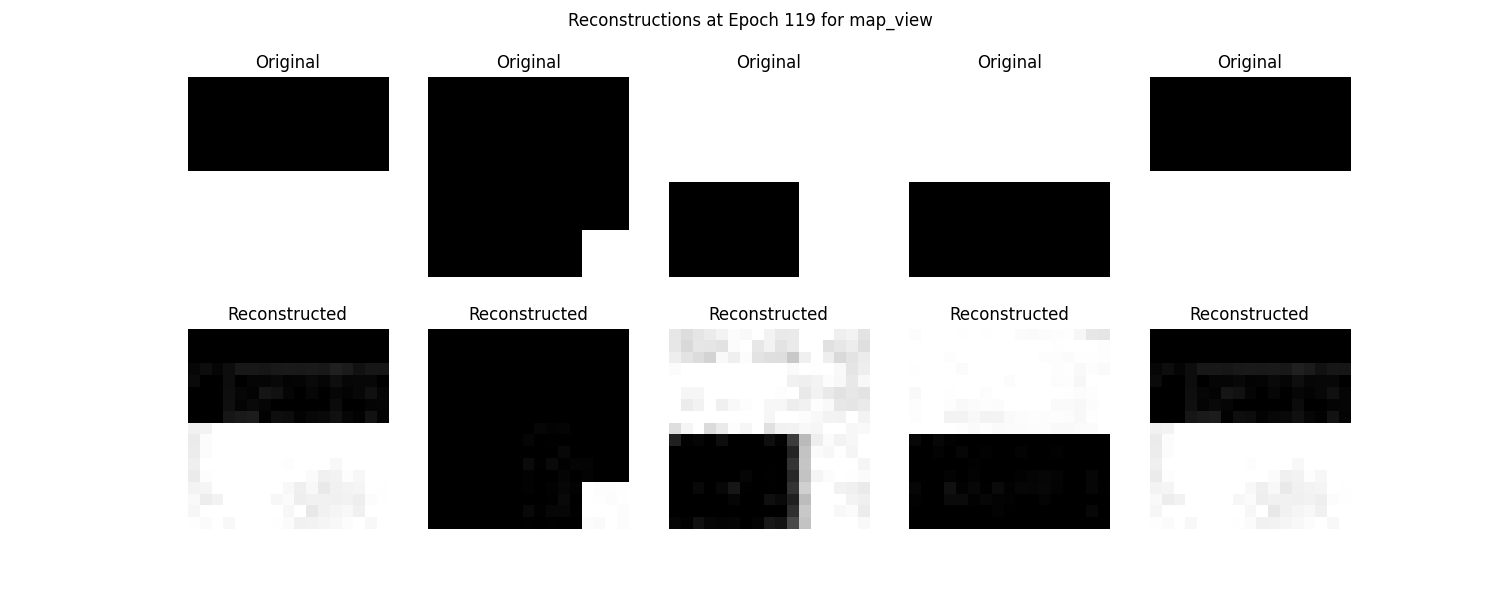 Reconstructions at Epoch 119 for map_view
Original Original Original Original Original
Reconstructed Reconstructed Reconstructed Reconstructed Reconstructed